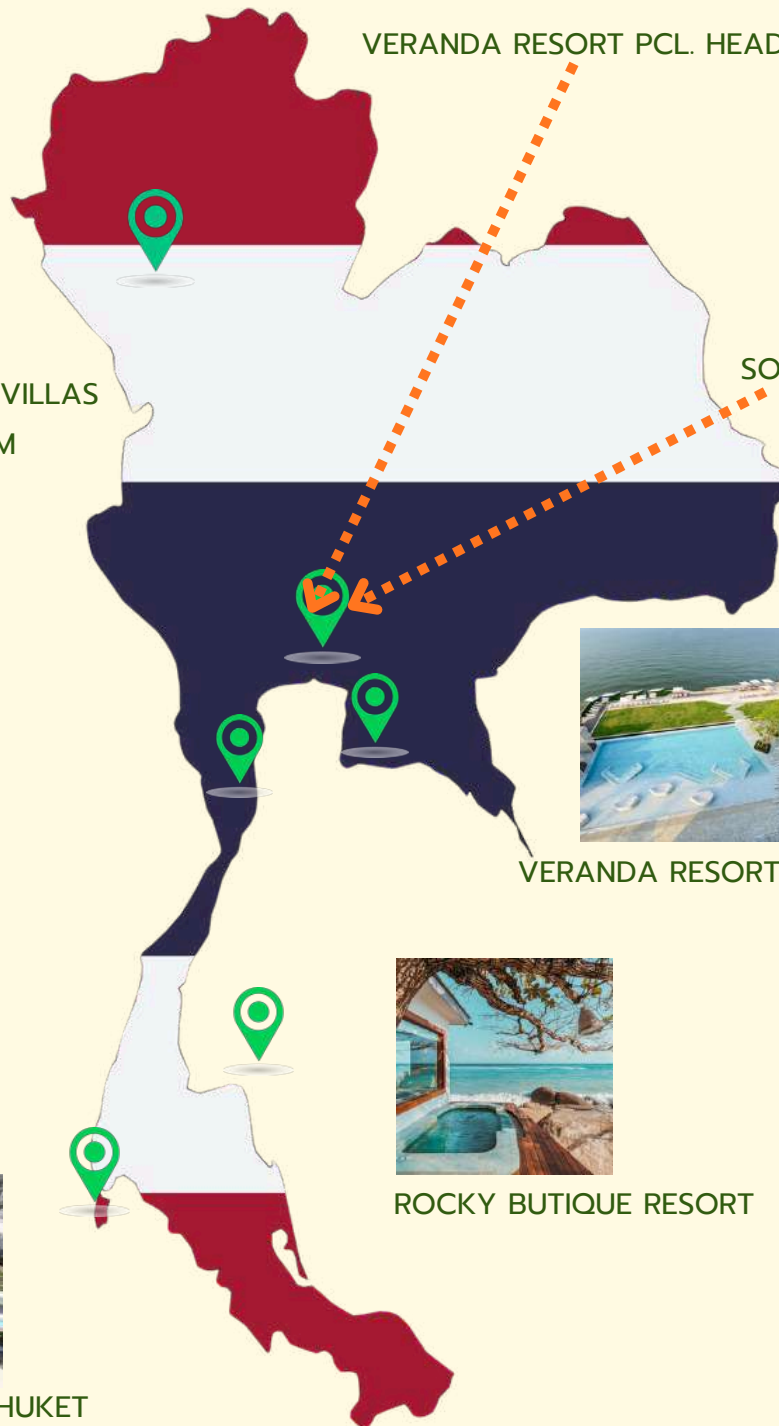 VERANDA RESORT PCL. HEAD
VILLAS
M
SO
VERANDA RESORT
ROCKY BUTIQUE RESORT
HUKET